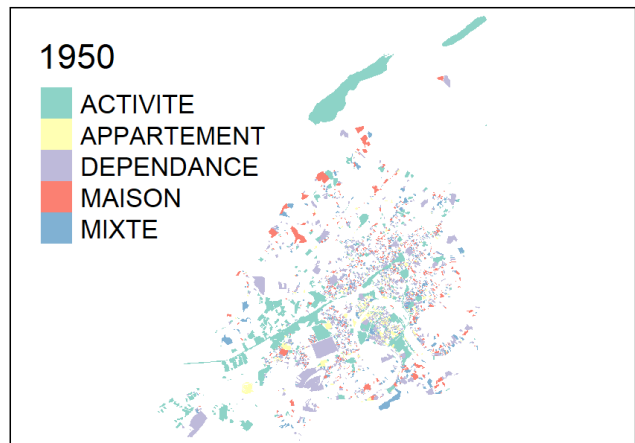 1950
ACTIVITE
APPARTEMENT
DEPENDANCE
MAISON
MIXTE